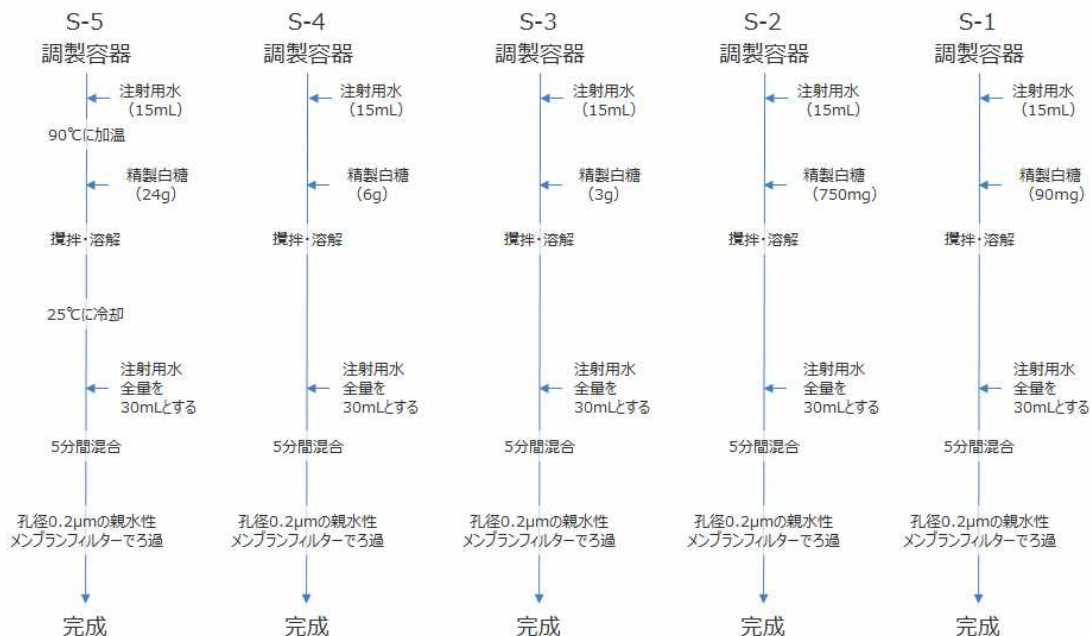 S-5
調製容器
注射用水
（15mL）
90℃に加温
精製白糖
（24g）
攪拌・溶解
25℃に冷却
注射用水
全量を
30mLとする
5分間混合
孔径0.2μmの親水性
メンブランフィルターでろ過
完成
S-4
調製容器
注射用水
（15mL）
精製白糖
（6g）
攪拌・溶解
注射用水
全量を
30mLとする
5分間混合
孔径0.2μmの親水性
メンブランフィルターでろ過
完成
S-3
調製容器
注射用水
（15mL）
精製白糖
（3g）
攪拌・溶解
注射用水
全量を
30mLとする
5分間混合
孔径0.2μmの親水性
メンブランフィルターでろ過
完成
S-2
調製容器
注射用水
（15mL）
精製白糖
（750mg）
攪拌・溶解
注射用水
全量を
30mLとする
5分間混合
孔径0.2μmの親水性
メンブランフィルターでろ過
完成
S-1
調製容器
注射用水
（15mL）
精製白糖
（90mg）
攪拌・溶解
注射用水
全量を
30mLとする
5分間混合
孔径0.2μmの親水性
メンブランフィルターでろ過
完成